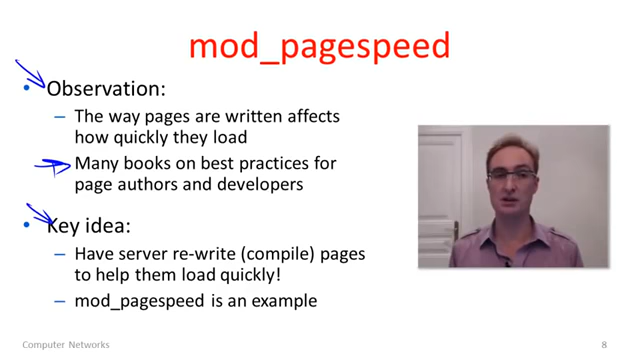 mod_pagespeed
• Observation:
– The way pages are written affects
how quickly they load
– Many books on best practices for
page authors and developers
• Key idea:
– Have server re-write (compile) pages
to help them load quickly!
– mod_pagespeed is an example
Computer Networks
8